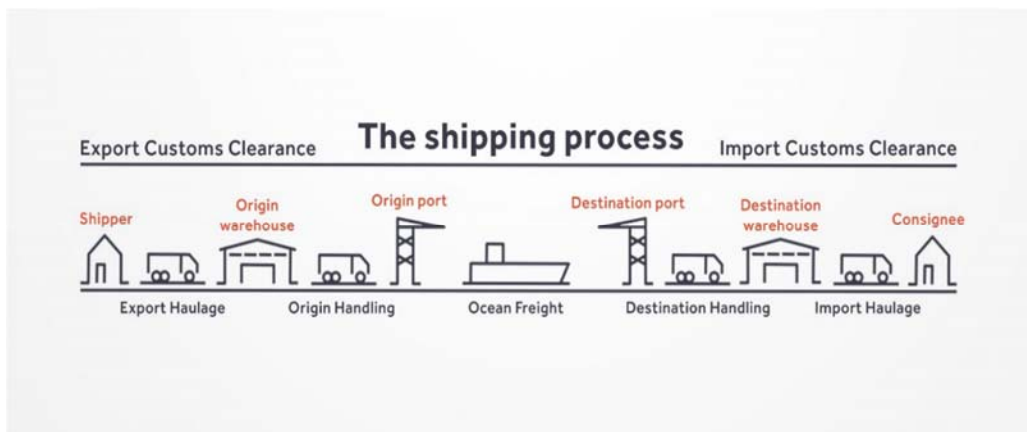 The shipping process
Export Customs Clearance
Import Customs Clearance
Shipper
Origin
warehouse
Origin port
Destination port
Destination
warehouse
Consignee
Export Haulage
Origin Handling
Ocean Freight
Destination Handling
Import Haulage